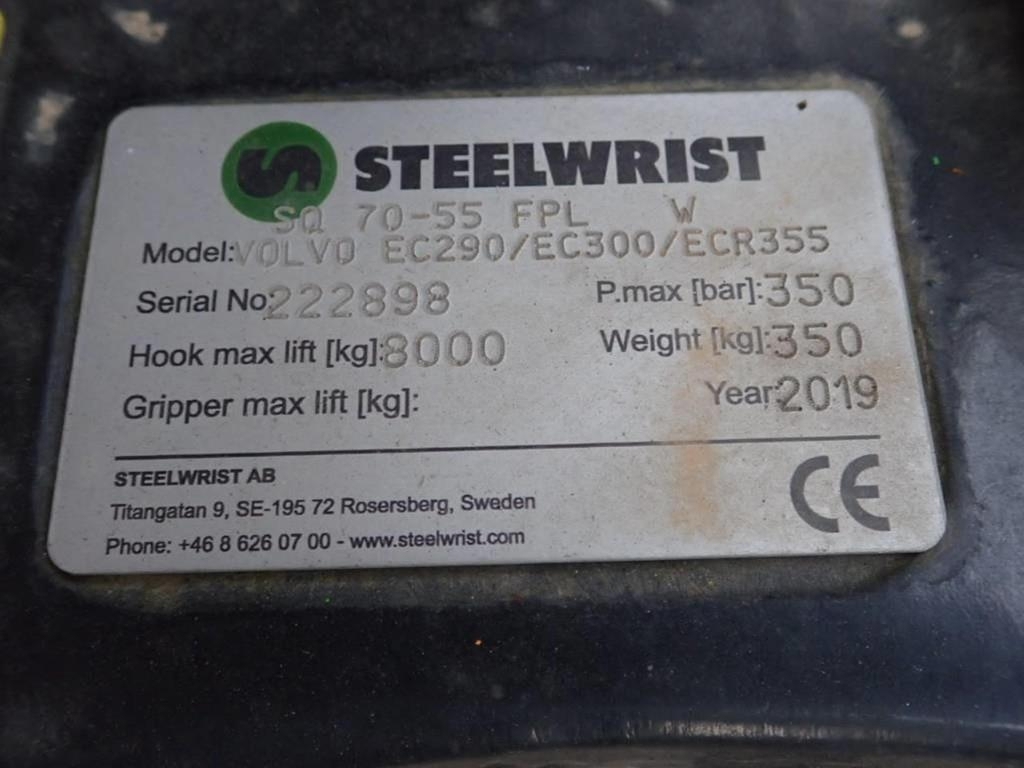 STEELWRIST
SQ 70-55 FPL W
Model: VOLVO EC290/EC300/ECR355
Serial No: 222898 P.max [bar]: 350
Hook max lift [kg]: 8000 Weight [kg]: 350
Gripper max lift [kg]: Year: 2019
STEELWRIST AB
Titangatan 9, SE-195 72 Rosersberg, Sweden
Phone: +46 8 626 07 00 - www.steelwrist.com
CE